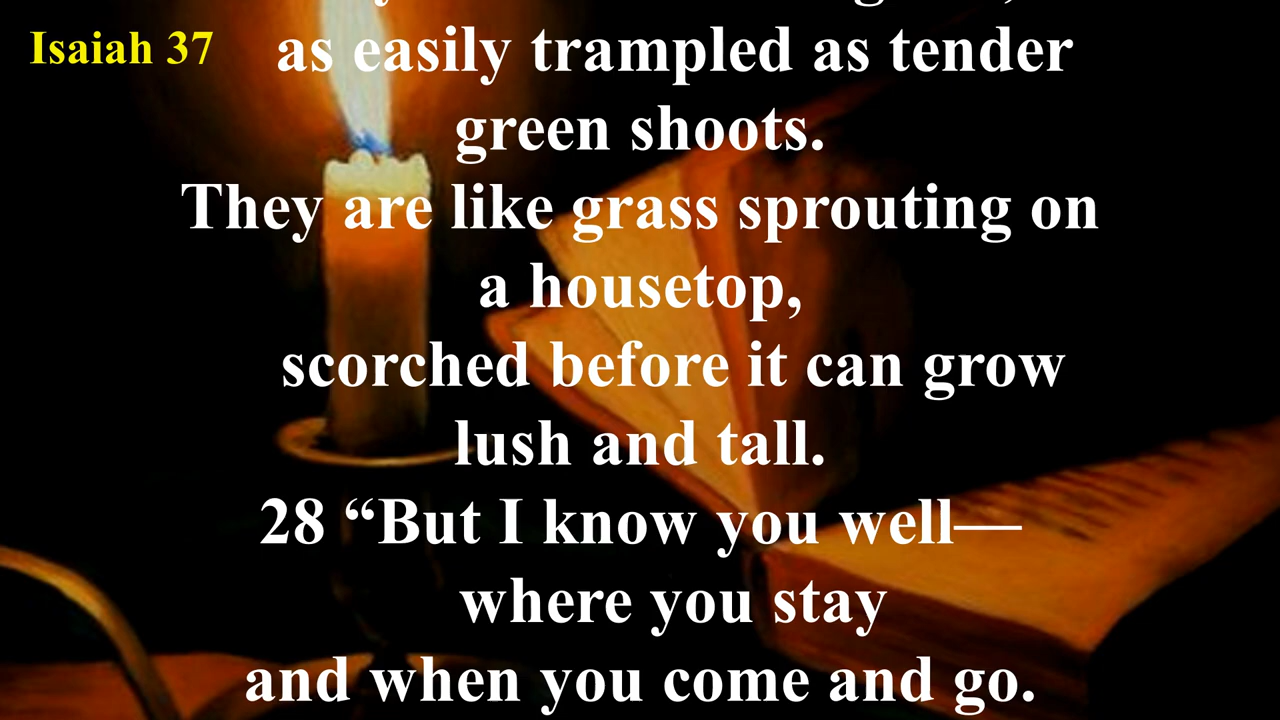 Isaiah 37
as easily trampled as tender
green shoots.
They are like grass sprouting on
a housetop,
scorched before it can grow
lush and tall.
28 “But I know you well—
where you stay
and when you come and go.